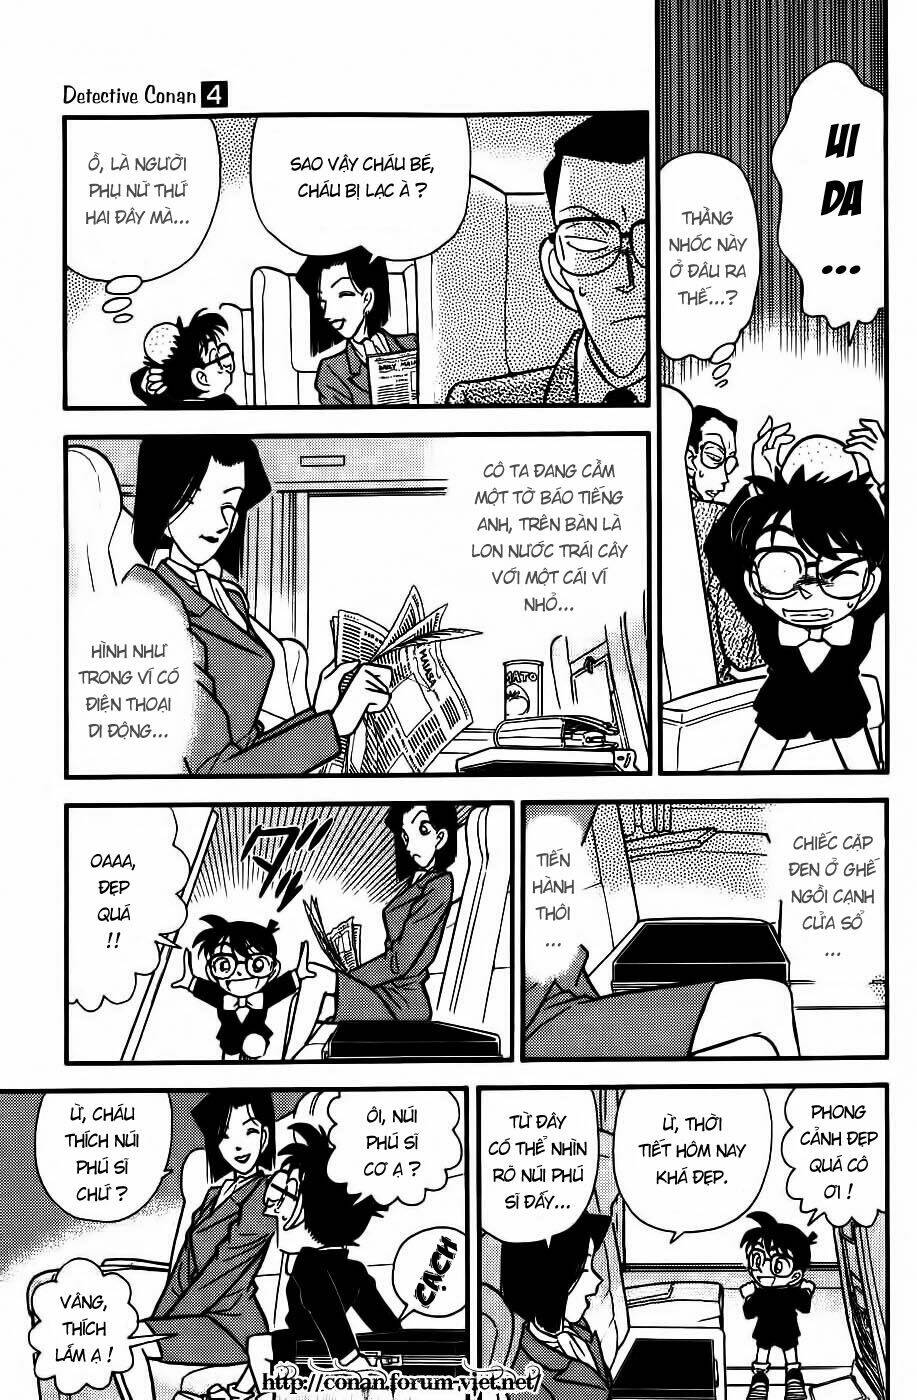 Detective Conan 4
UI
DA
...
THẰNG
NHÓC NÀY
Ở ĐÂU RA
THẾ...?
SAO VẬY CHÁU BÉ,
CHÁU BỊ LẠC À ?
Ồ, LÀ NGƯỜI
PHỤ NỮ THỨ
HAI ĐÂY MÀ...
CÔ TA ĐANG CẦM
MỘT TỜ BÁO TIẾNG
ANH, TRÊN BÀN LÀ
LON NƯỚC TRÁI CÂY
VỚI MỘT CÁI VÍ
NHỎ...
HÌNH NHƯ
TRONG VÍ CÓ
ĐIỆN THOẠI
DI ĐỘNG...
CHIẾC CẶP
ĐEN Ở GHẾ
NGỒI CẠNH
CỬA SỔ
...
TIẾN
HÀNH
THÔI
...
OAAA,
ĐẸP
QUÁ
!!
PHONG
CẢNH ĐẸP
QUÁ CÔ
ƠI !
Ừ, THỜI
TIẾT HÔM NAY
KHÁ ĐẸP.
TỪ ĐÂY
CÓ THỂ NHÌN
RÕ NÚI PHÚ
SĨ ĐẤY...
ÔI, NÚI
PHÚ SĨ
CƠ Ạ ?
Ừ, CHÁU
THÍCH NÚI
PHÚ SĨ
CHỨ ?
VÂNG,
THÍCH
LẮM Ạ !
CẠCH
http://conan.forum-viet.net/